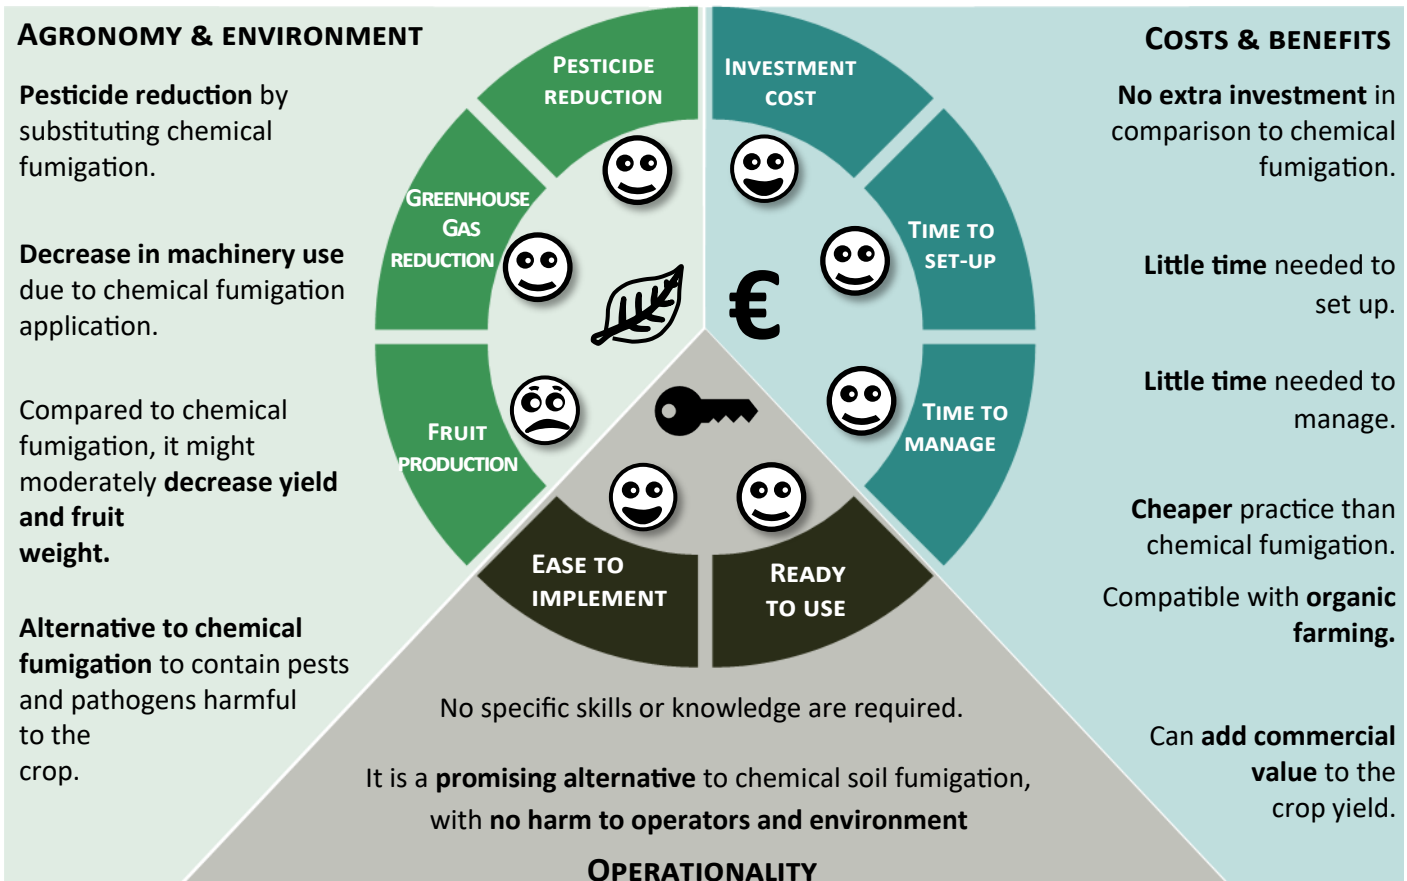 AGRONOMY & ENVIRONMENT
Pesticide reduction by
substituting chemical
fumigation.
Decrease in machinery use
due to chemical fumigation
application.
Compared to chemical
fumigation, it might
moderately decrease yield
and fruit
weight.
Alternative to chemical
fumigation to contain pests
and pathogens harmful
to the
crop.
PESTICIDE
REDUCTION
GREENHOUSE
GAS
REDUCTION
FRUIT
PRODUCTION
INVESTMENT
COST
TIME TO
SET-UP
TIME TO
MANAGE
€
EASE TO
IMPLEMENT
READY
TO USE
COSTS & BENEFITS
No extra investment in
comparison to chemical
fumigation.
Little time needed to
set up.
Little time needed to
manage.
Cheaper practice than
chemical fumigation.
Compatible with organic
farming.
Can add commercial
value to the
crop yield.
No specific skills or knowledge are required.
It is a promising alternative to chemical soil fumigation,
with no harm to operators and environment
OPERATIONALITY